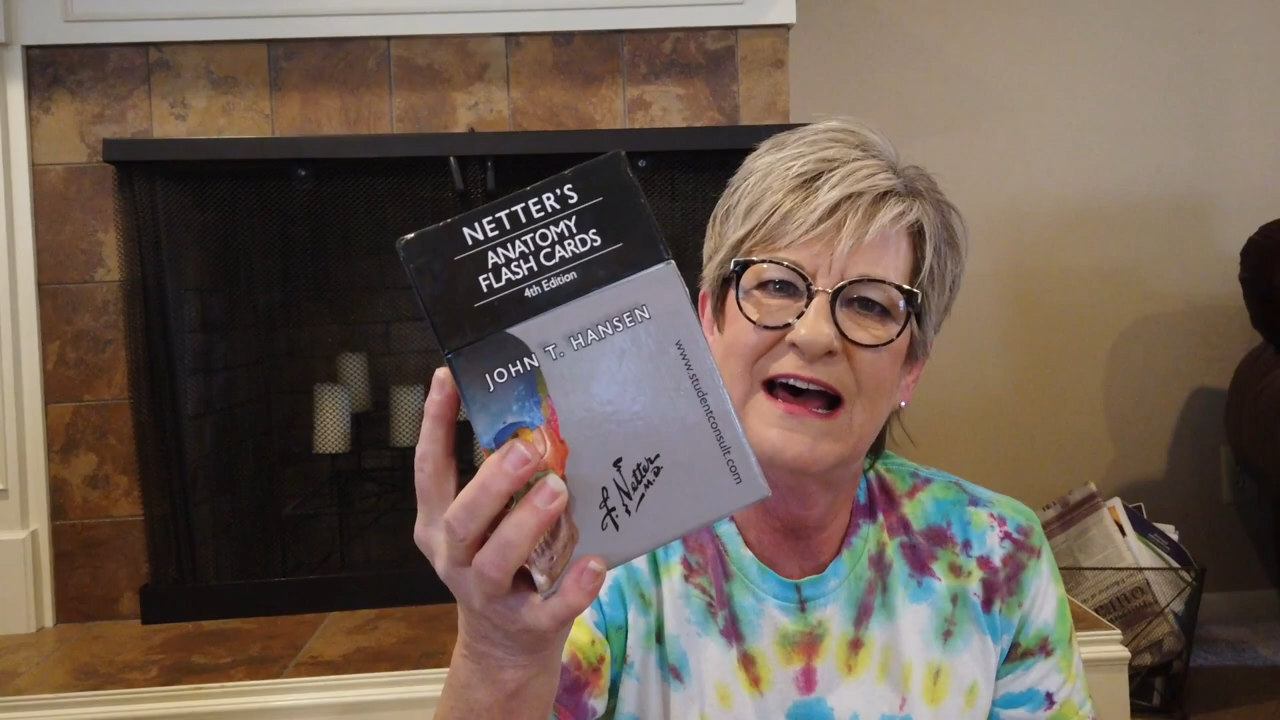 NETTER'S
ANATOMY
FLASH CARDS
4th Edition
JOHN T. HANSEN
www.studentconsult.com
F. Netter
M.D.